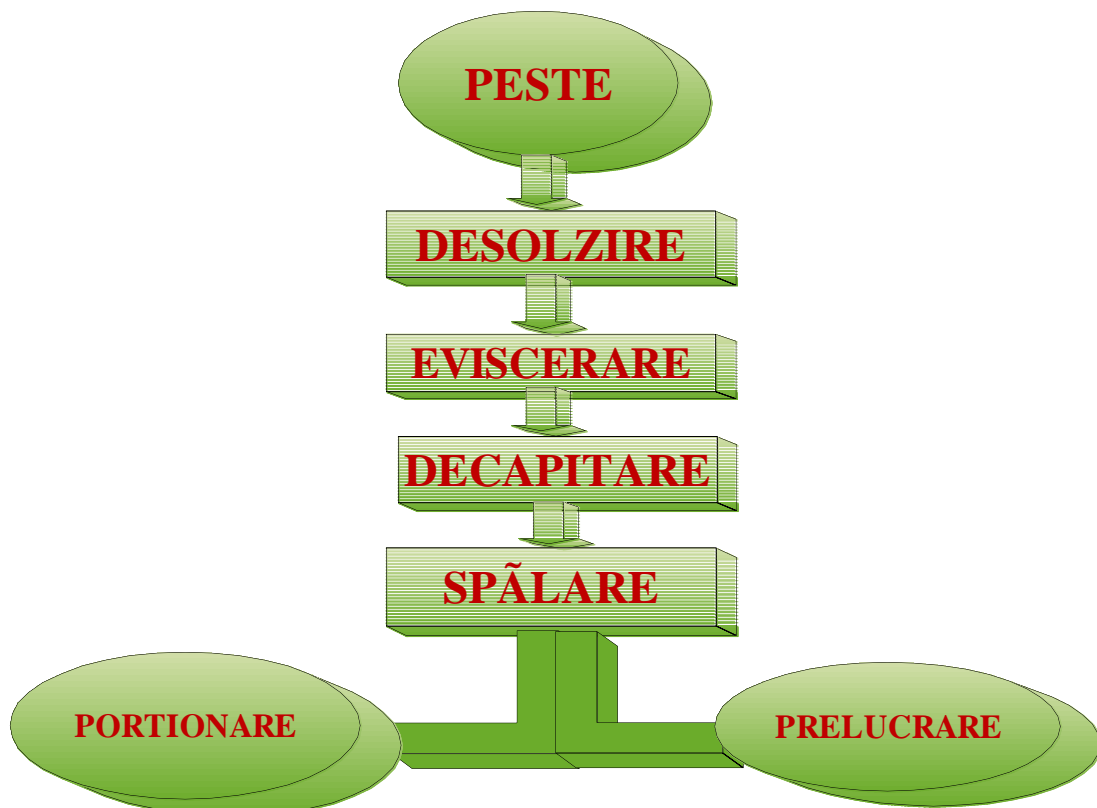 PESTE
DESOLZIRE
EVISCERARE
DECAPITARE
SPÃLARE
PORTIONARE
PRELUCRARE